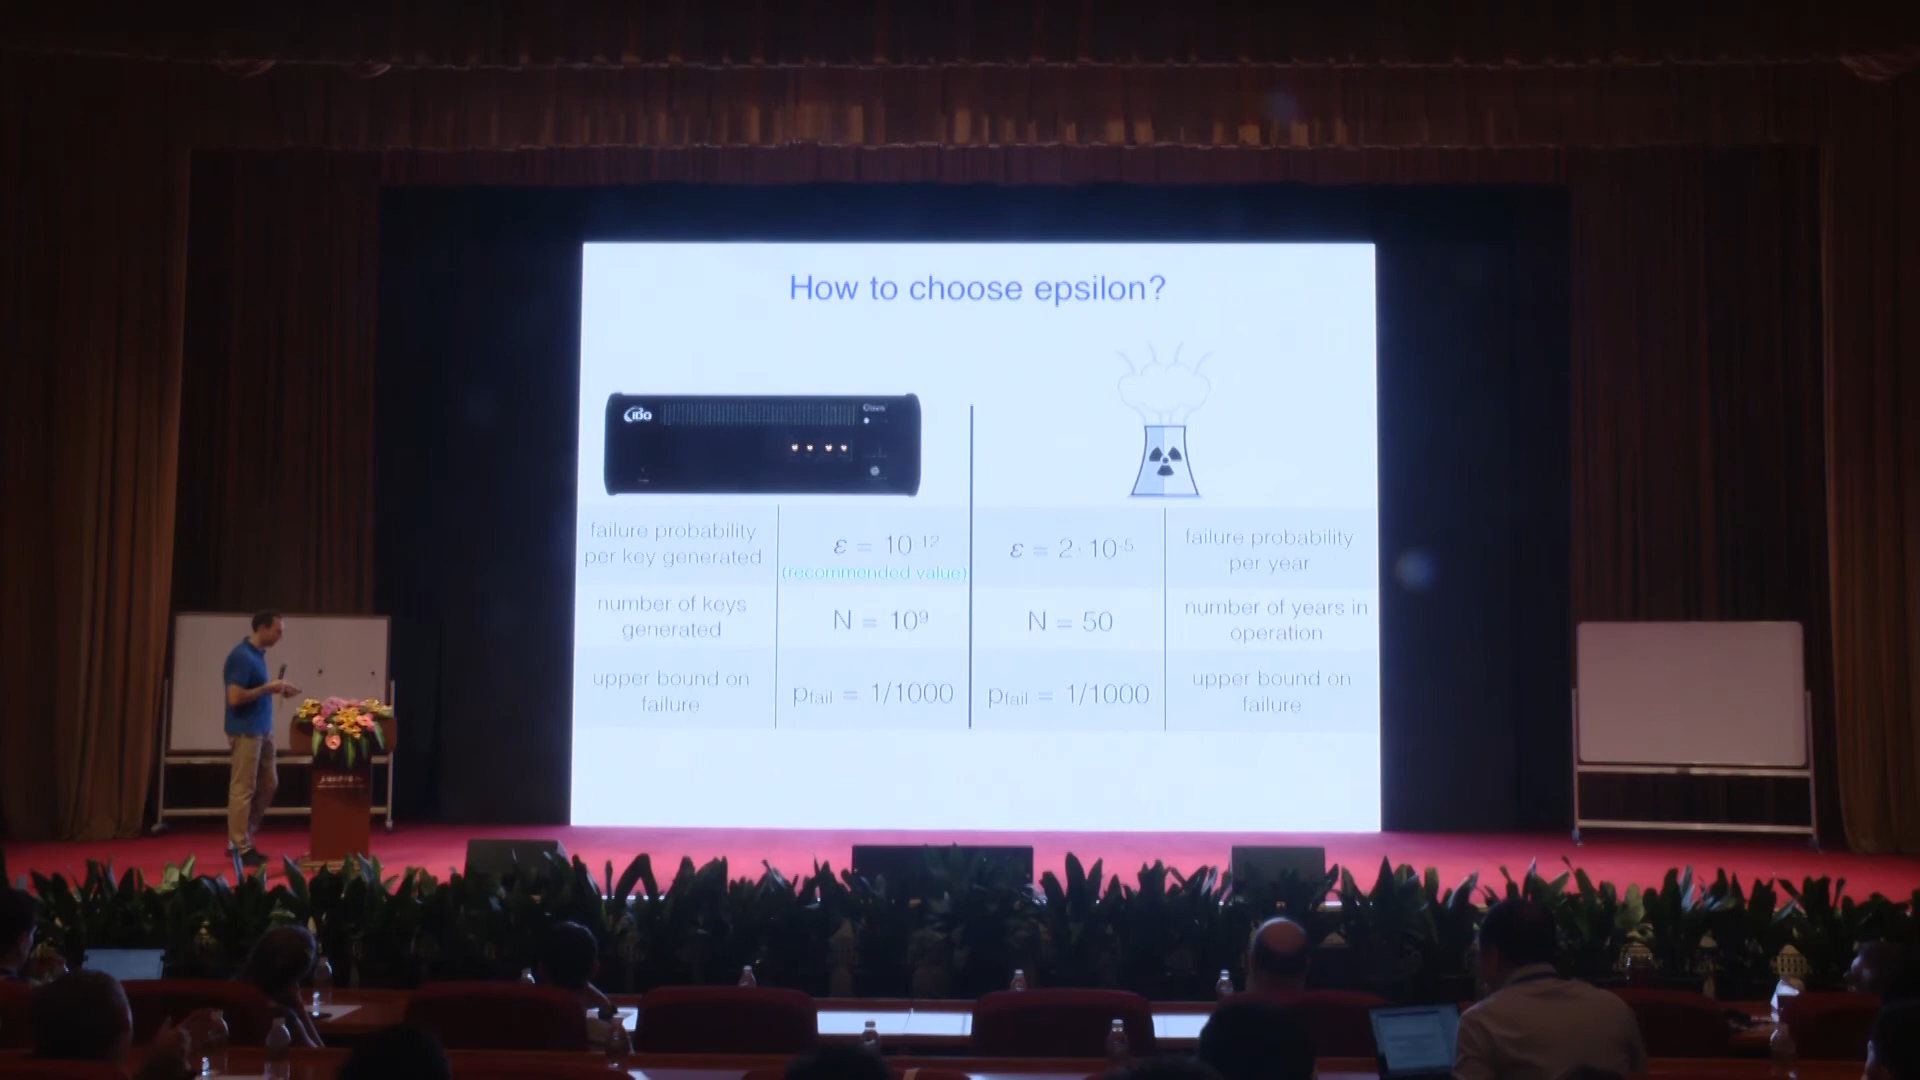 How to choose epsilon?
IDQ
failure probability
per key generated
ε = 10⁻¹²
(recommended value)
ε = 2·10⁻⁵
failure probability
per year
number of keys
generated
N = 10⁹
N = 50
number of years in
operation
upper bound on
failure
pfail = 1/1000
pfail = 1/1000
upper bound on
failure